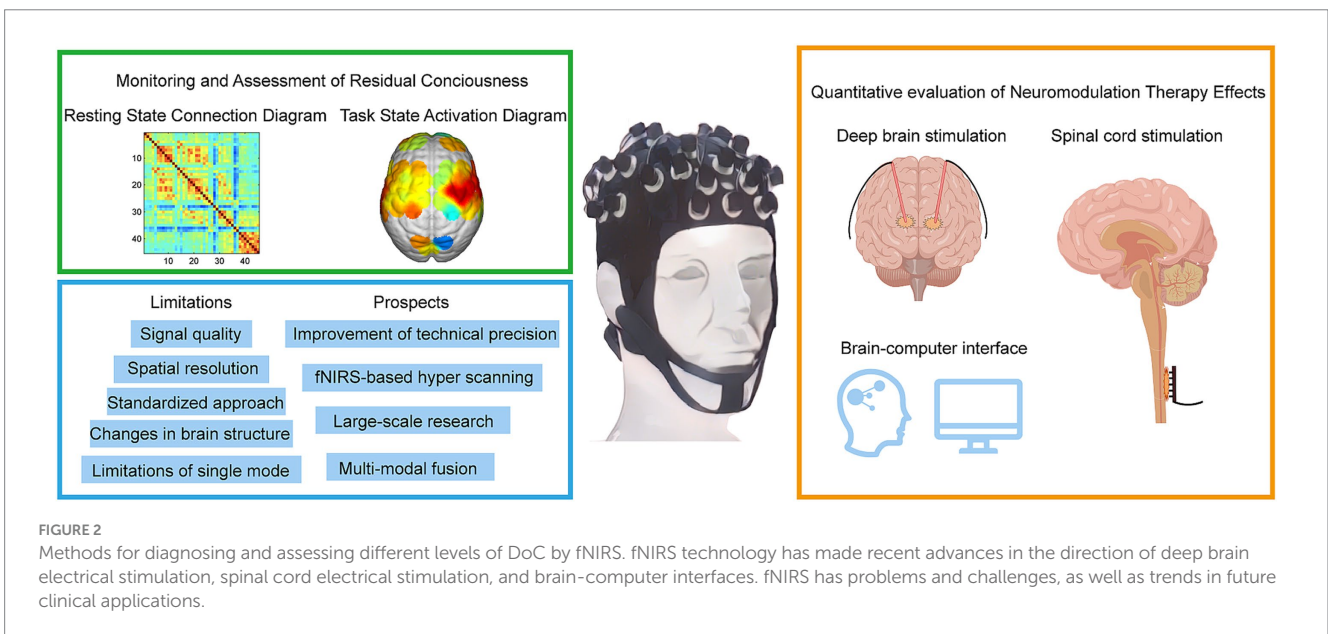 Monitoring and Assessment of Residual Conciousness
Resting State Connection Diagram
Task State Activation Diagram
10
20
30
40
10
20
30
40
Limitations
Signal quality
Spatial resolution
Standardized approach
Changes in brain structure
Limitations of single mode
Prospects
Improvement of technical precision
fNIRS-based hyper scanning
Large-scale research
Multi-modal fusion
Quantitative evaluation of Neuromodulation Therapy Effects
Deep brain stimulation
Spinal cord stimulation
Brain-computer interface
FIGURE 2
Methods for diagnosing and assessing different levels of DoC by fNIRS. fNIRS technology has made recent advances in the direction of deep brain
electrical stimulation, spinal cord electrical stimulation, and brain-computer interfaces. fNIRS has problems and challenges, as well as trends in future
clinical applications.